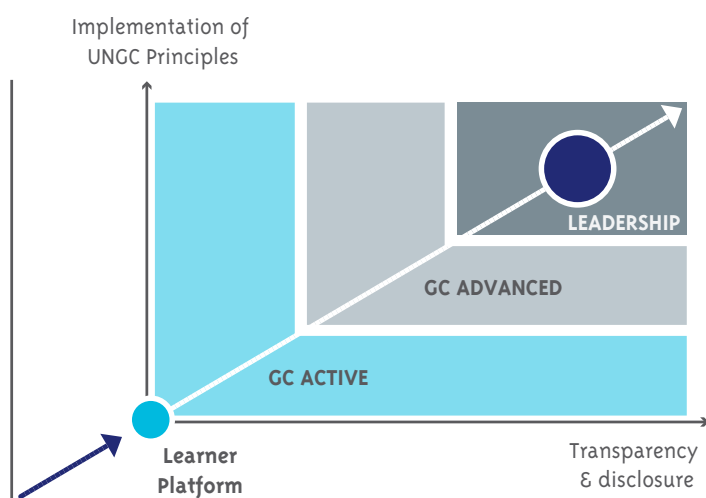 Implementation of
UNGC Principles
LEADERSHIP
GC ADVANCED
GC ACTIVE
Learner
Platform
Transparency
& disclosure